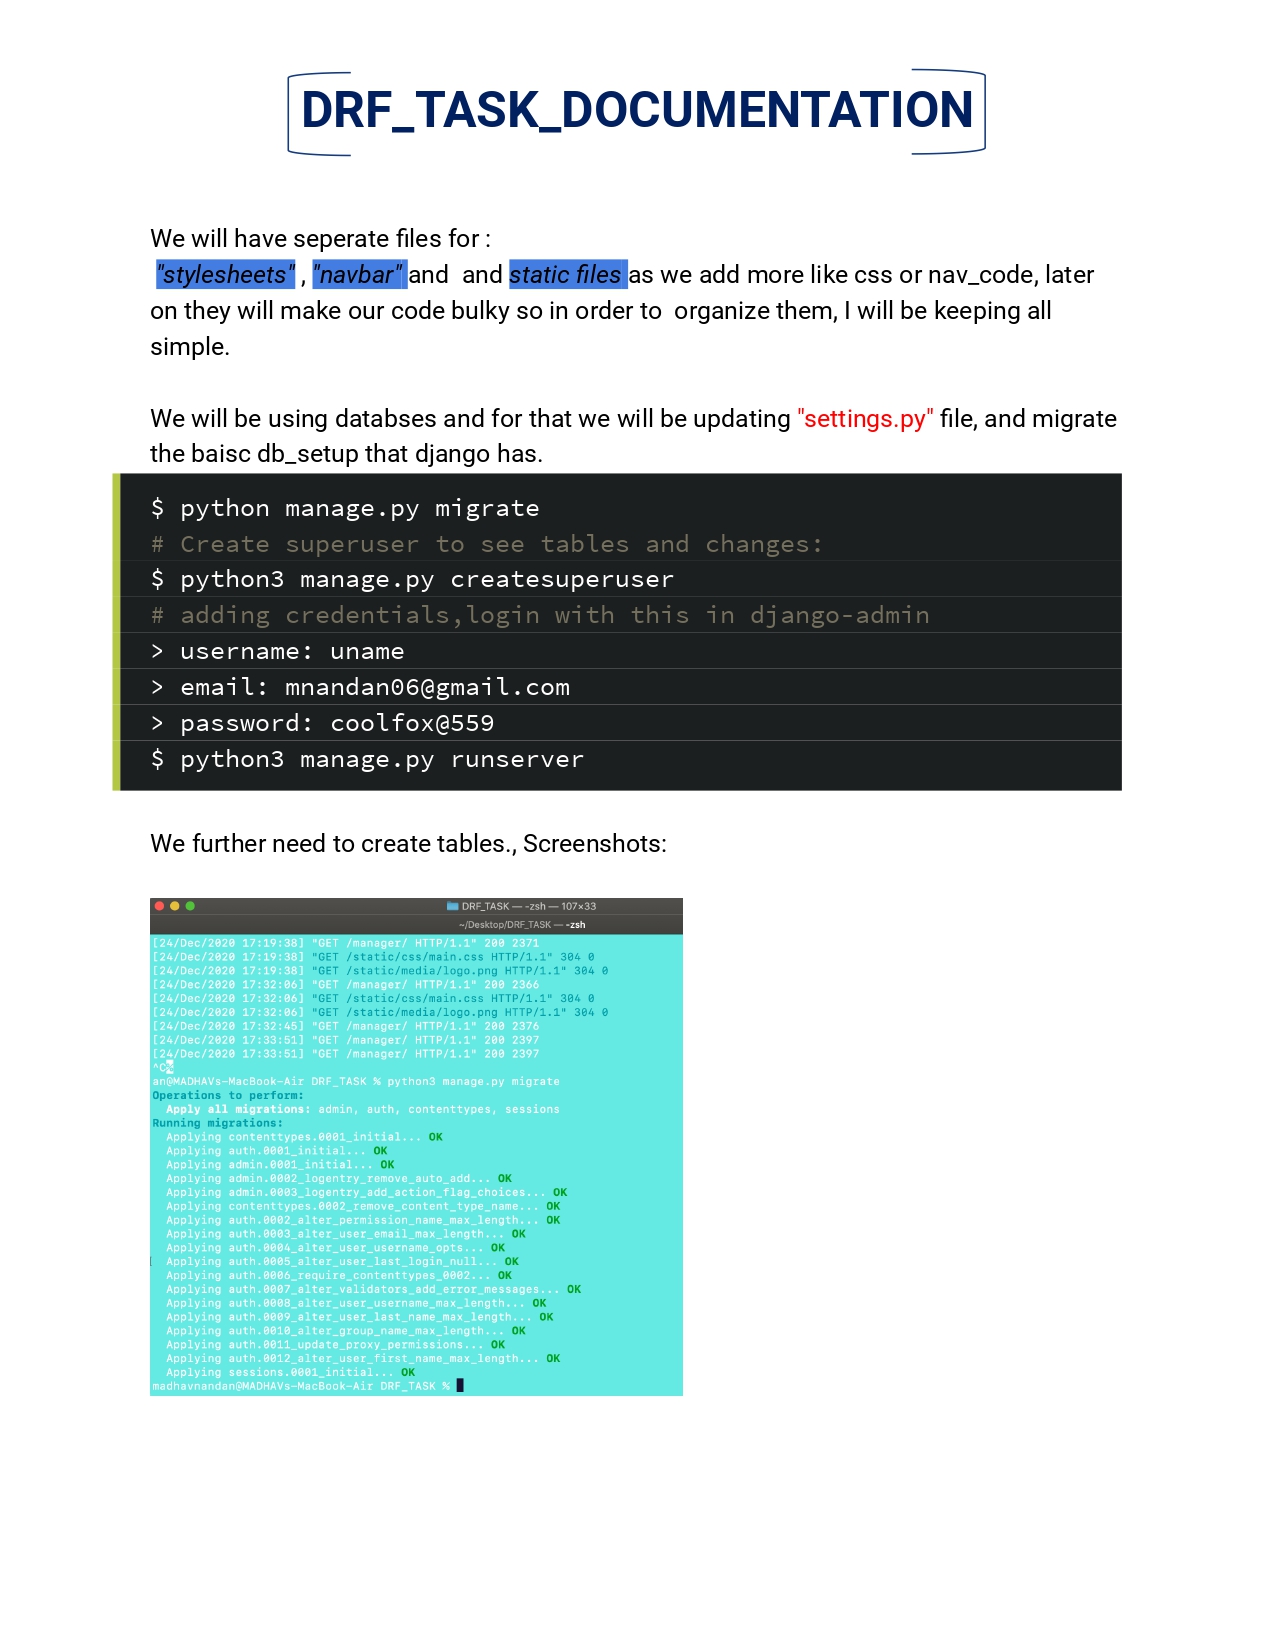 DRF_TASK_DOCUMENTATION
We will have seperate files for :
"stylesheets" , "navbar" and  and static files as we add more like css or nav_code, later
on they will make our code bulky so in order to  organize them, I will be keeping all
simple.
We will be using databses and for that we will be updating "settings.py" file, and migrate
the baisc db_setup that django has.
$ python manage.py migrate
# Create superuser to see tables and changes:
$ python3 manage.py createsuperuser
# adding credentials,login with this in django-admin
> username: uname
> email: mnandan06@gmail.com
> password: coolfox@559
$ python3 manage.py runserver
We further need to create tables., Screenshots:
DRF_TASK — -zsh — 107×33
~/Desktop/DRF_TASK — -zsh
[24/Dec/2020 17:19:38] "GET /manager/ HTTP/1.1" 200 2371
[24/Dec/2020 17:19:38] "GET /static/css/main.css HTTP/1.1" 304 0
[24/Dec/2020 17:19:38] "GET /static/media/logo.png HTTP/1.1" 304 0
[24/Dec/2020 17:32:06] "GET /manager/ HTTP/1.1" 200 2366
[24/Dec/2020 17:32:06] "GET /static/css/main.css HTTP/1.1" 304 0
[24/Dec/2020 17:32:06] "GET /static/media/logo.png HTTP/1.1" 304 0
[24/Dec/2020 17:32:45] "GET /manager/ HTTP/1.1" 200 2376
[24/Dec/2020 17:33:51] "GET /manager/ HTTP/1.1" 200 2397
[24/Dec/2020 17:33:51] "GET /manager/ HTTP/1.1" 200 2397
^C%
an@MADHAVs-MacBook-Air DRF_TASK % python3 manage.py migrate
Operations to perform:
Apply all migrations: admin, auth, contenttypes, sessions
Running migrations:
Applying contenttypes.0001_initial... OK
Applying auth.0001_initial... OK
Applying admin.0001_initial... OK
Applying admin.0002_logentry_remove_auto_add... OK
Applying admin.0003_logentry_add_action_flag_choices... OK
Applying contenttypes.0002_remove_content_type_name... OK
Applying auth.0002_alter_permission_name_max_length... OK
Applying auth.0003_alter_user_email_max_length... OK
Applying auth.0004_alter_user_username_opts... OK
Applying auth.0005_alter_user_last_login_null... OK
Applying auth.0006_require_contenttypes_0002... OK
Applying auth.0007_alter_validators_add_error_messages... OK
Applying auth.0008_alter_user_username_max_length... OK
Applying auth.0009_alter_user_last_name_max_length... OK
Applying auth.0010_alter_group_name_max_length... OK
Applying auth.0011_update_proxy_permissions... OK
Applying auth.0012_alter_user_first_name_max_length... OK
Applying sessions.0001_initial... OK
madhavnandan@MADHAVs-MacBook-Air DRF_TASK %